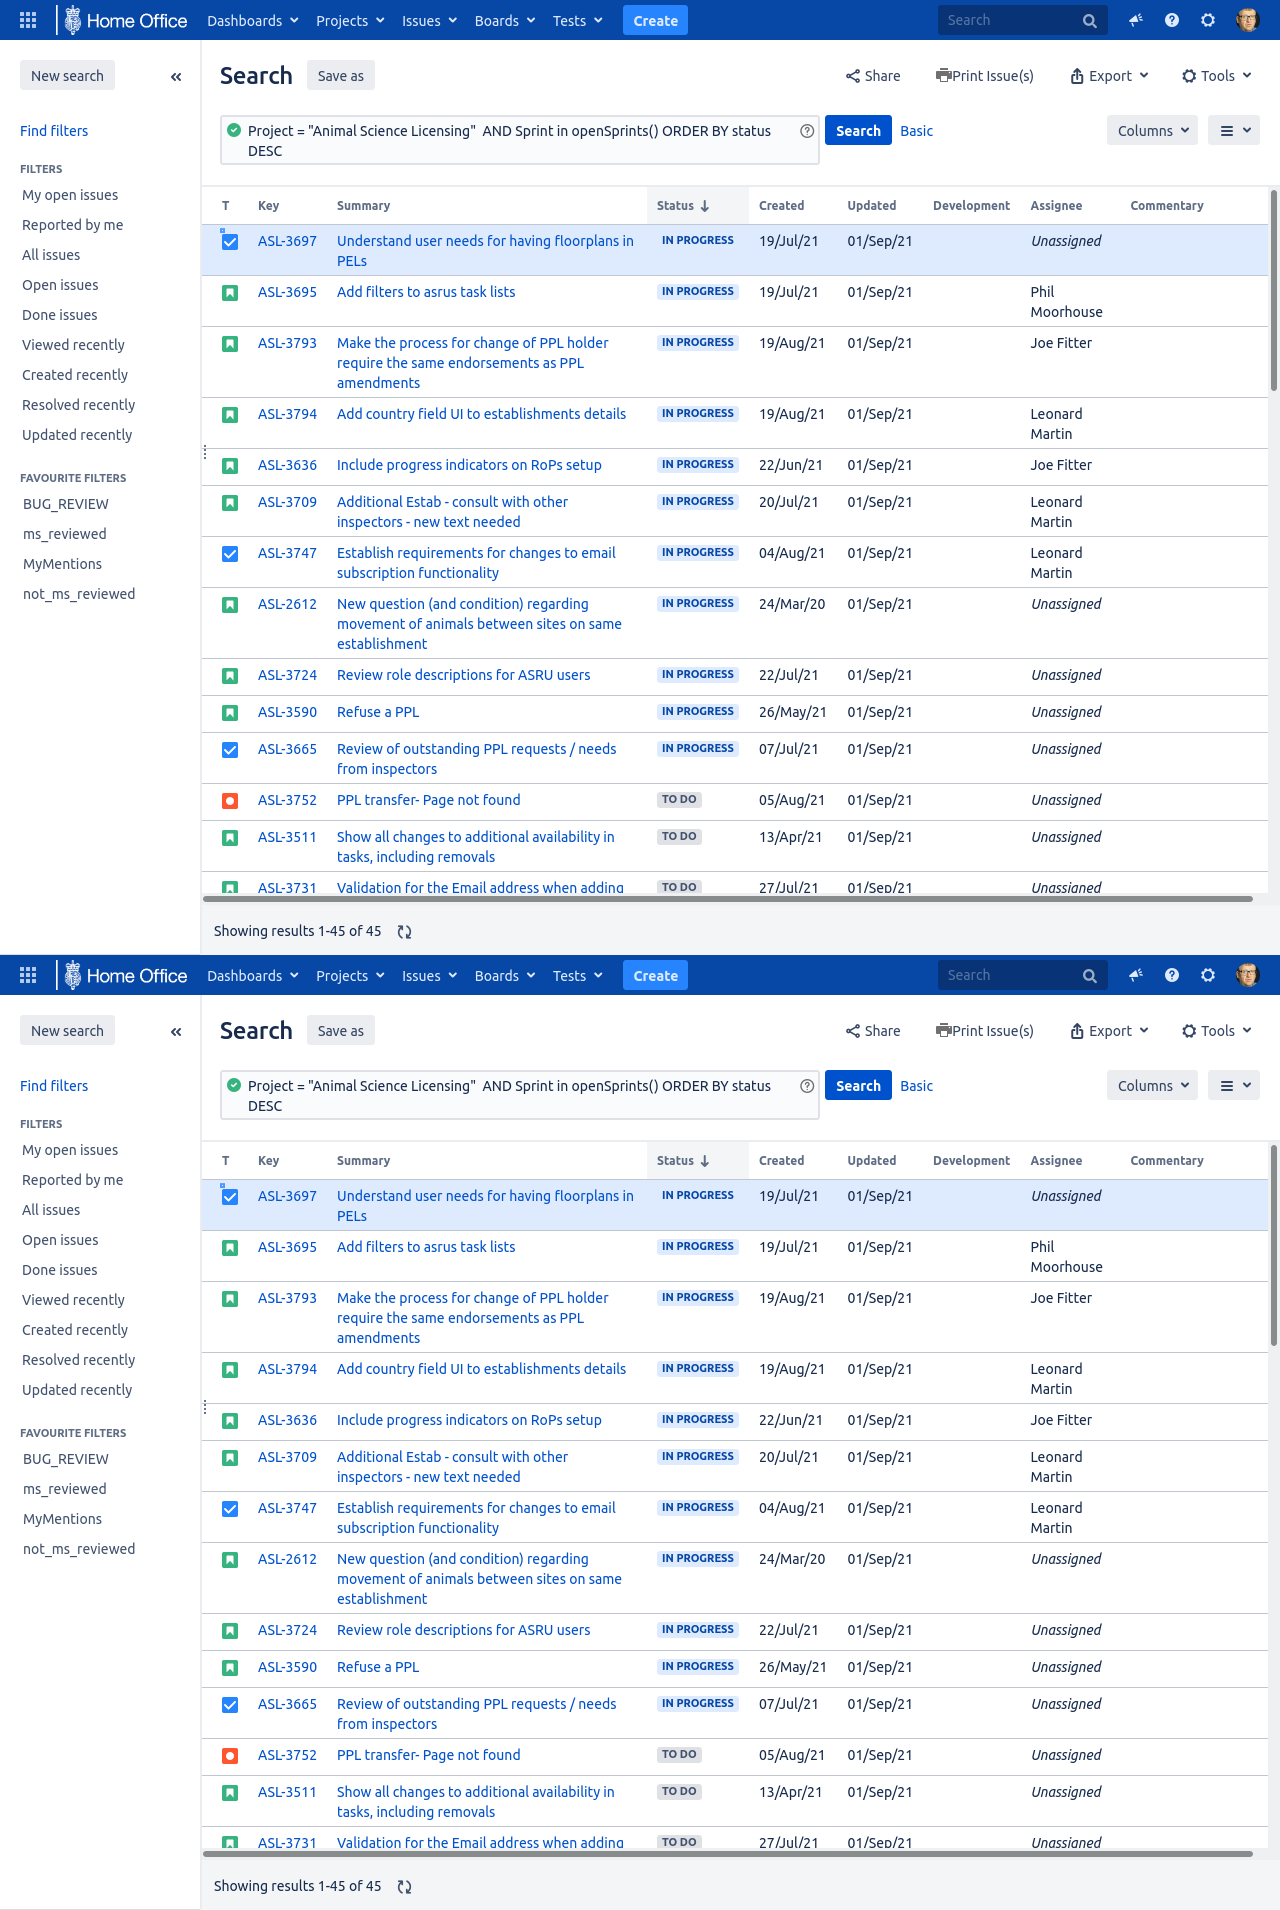 Home Office Dashboards Projects Issues Boards Tests Create Search
New search
Search Save as Share Print Issue(s) Export Tools
Find filters
Project = "Animal Science Licensing"  AND Sprint in openSprints() ORDER BY status
DESC
Search Basic Columns
FILTERS
My open issues
Reported by me
All issues
Open issues
Done issues
Viewed recently
Created recently
Resolved recently
Updated recently
FAVOURITE FILTERS
BUG_REVIEW
ms_reviewed
MyMentions
not_ms_reviewed
T Key Summary Status Created Updated Development Assignee Commentary
ASL-3697 Understand user needs for having floorplans in IN PROGRESS 19/Jul/21 01/Sep/21 Unassigned
PELs
ASL-3695 Add filters to asrus task lists IN PROGRESS 19/Jul/21 01/Sep/21 Phil
Moorhouse
ASL-3793 Make the process for change of PPL holder IN PROGRESS 19/Aug/21 01/Sep/21 Joe Fitter
require the same endorsements as PPL
amendments
ASL-3794 Add country field UI to establishments details IN PROGRESS 19/Aug/21 01/Sep/21 Leonard
Martin
ASL-3636 Include progress indicators on RoPs setup IN PROGRESS 22/Jun/21 01/Sep/21 Joe Fitter
ASL-3709 Additional Estab - consult with other IN PROGRESS 20/Jul/21 01/Sep/21 Leonard
inspectors - new text needed Martin
ASL-3747 Establish requirements for changes to email IN PROGRESS 04/Aug/21 01/Sep/21 Leonard
subscription functionality Martin
ASL-2612 New question (and condition) regarding IN PROGRESS 24/Mar/20 01/Sep/21 Unassigned
movement of animals between sites on same
establishment
ASL-3724 Review role descriptions for ASRU users IN PROGRESS 22/Jul/21 01/Sep/21 Unassigned
ASL-3590 Refuse a PPL IN PROGRESS 26/May/21 01/Sep/21 Unassigned
ASL-3665 Review of outstanding PPL requests / needs IN PROGRESS 07/Jul/21 01/Sep/21 Unassigned
from inspectors
ASL-3752 PPL transfer- Page not found TO DO 05/Aug/21 01/Sep/21 Unassigned
ASL-3511 Show all changes to additional availability in TO DO 13/Apr/21 01/Sep/21 Unassigned
tasks, including removals
ASL-3731 Validation for the Email address when adding TO DO 27/Jul/21 01/Sep/21 Unassigned
Showing results 1-45 of 45
Home Office Dashboards Projects Issues Boards Tests Create Search
New search
Search Save as Share Print Issue(s) Export Tools
Find filters
Project = "Animal Science Licensing"  AND Sprint in openSprints() ORDER BY status
DESC
Search Basic Columns
FILTERS
My open issues
Reported by me
All issues
Open issues
Done issues
Viewed recently
Created recently
Resolved recently
Updated recently
FAVOURITE FILTERS
BUG_REVIEW
ms_reviewed
MyMentions
not_ms_reviewed
T Key Summary Status Created Updated Development Assignee Commentary
ASL-3697 Understand user needs for having floorplans in IN PROGRESS 19/Jul/21 01/Sep/21 Unassigned
PELs
ASL-3695 Add filters to asrus task lists IN PROGRESS 19/Jul/21 01/Sep/21 Phil
Moorhouse
ASL-3793 Make the process for change of PPL holder IN PROGRESS 19/Aug/21 01/Sep/21 Joe Fitter
require the same endorsements as PPL
amendments
ASL-3794 Add country field UI to establishments details IN PROGRESS 19/Aug/21 01/Sep/21 Leonard
Martin
ASL-3636 Include progress indicators on RoPs setup IN PROGRESS 22/Jun/21 01/Sep/21 Joe Fitter
ASL-3709 Additional Estab - consult with other IN PROGRESS 20/Jul/21 01/Sep/21 Leonard
inspectors - new text needed Martin
ASL-3747 Establish requirements for changes to email IN PROGRESS 04/Aug/21 01/Sep/21 Leonard
subscription functionality Martin
ASL-2612 New question (and condition) regarding IN PROGRESS 24/Mar/20 01/Sep/21 Unassigned
movement of animals between sites on same
establishment
ASL-3724 Review role descriptions for ASRU users IN PROGRESS 22/Jul/21 01/Sep/21 Unassigned
ASL-3590 Refuse a PPL IN PROGRESS 26/May/21 01/Sep/21 Unassigned
ASL-3665 Review of outstanding PPL requests / needs IN PROGRESS 07/Jul/21 01/Sep/21 Unassigned
from inspectors
ASL-3752 PPL transfer- Page not found TO DO 05/Aug/21 01/Sep/21 Unassigned
ASL-3511 Show all changes to additional availability in TO DO 13/Apr/21 01/Sep/21 Unassigned
tasks, including removals
ASL-3731 Validation for the Email address when adding TO DO 27/Jul/21 01/Sep/21 Unassigned
Showing results 1-45 of 45